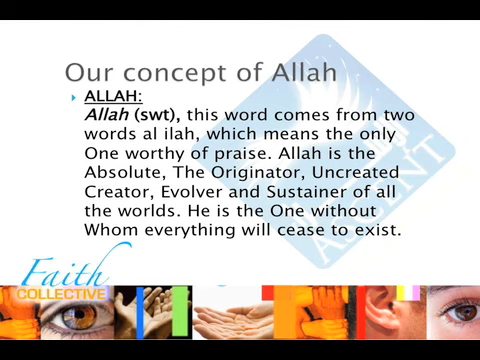 Our concept of Allah
ALLAH:
Allah (swt), this word comes from two
words al ilah, which means the only
One worthy of praise. Allah is the
Absolute, The Originator, Uncreated
Creator, Evolver and Sustainer of all
the worlds. He is the One without
Whom everything will cease to exist.
ASCENT
Faith
COLLECTIVE